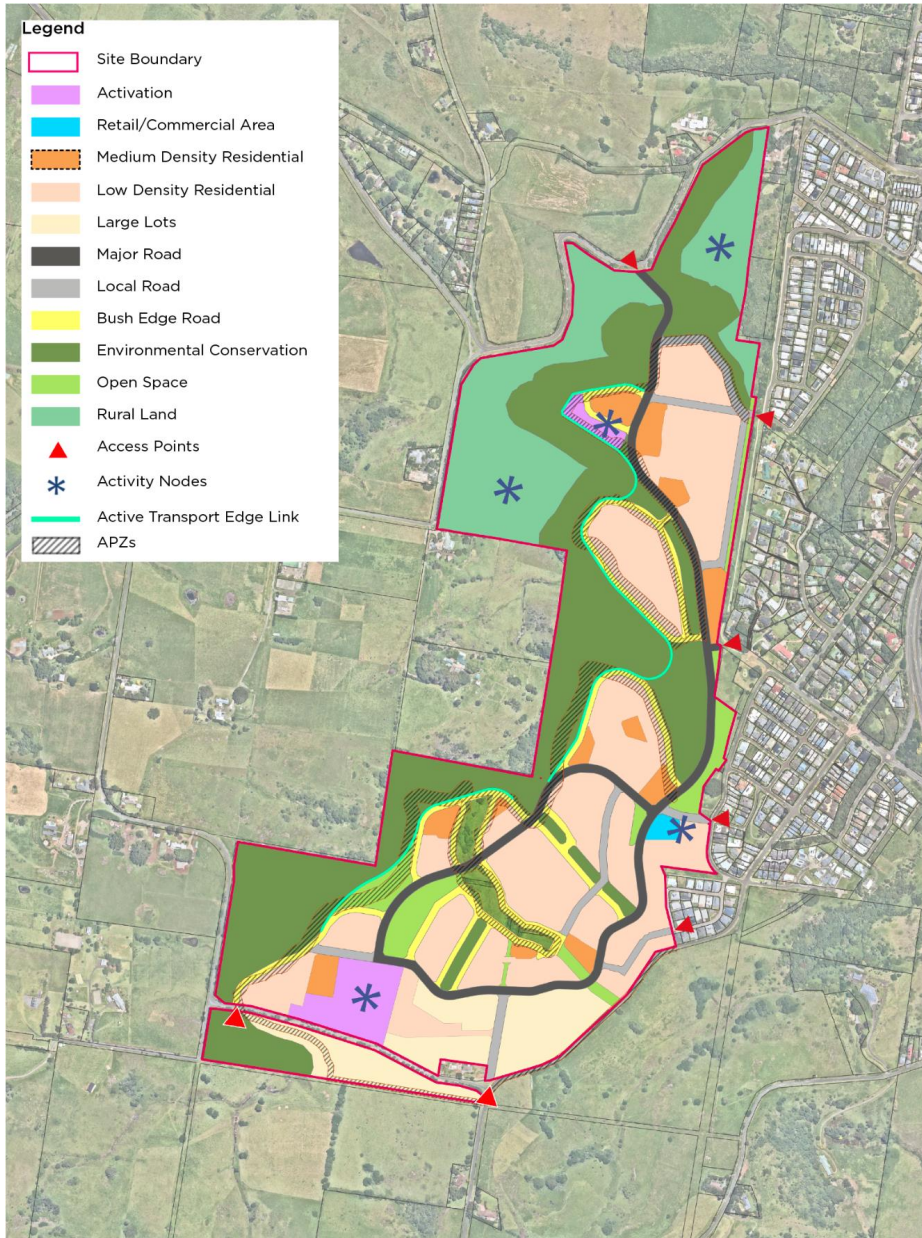 Legend
Site Boundary
Activation
Retail/Commercial Area
Medium Density Residential
Low Density Residential
Large Lots
Major Road
Local Road
Bush Edge Road
Environmental Conservation
Open Space
Rural Land
Access Points
Activity Nodes
Active Transport Edge Link
APZs